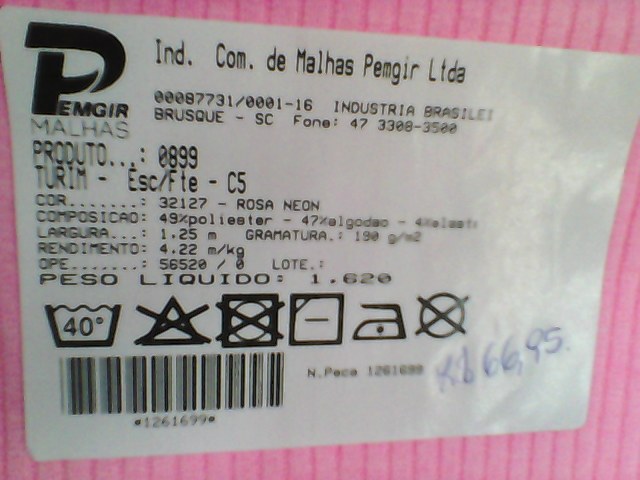 PEMGIR
MALHAS
Ind. Com. de Malhas Pemgir Ltda
00087731/0001-16 INDUSTRIA BRASILEI
BRUSQUE - SC Fone: 47 3308-3500
PRODUTO..: 0899
TURIM - Esc/Fte - C5
COR......: 32127 - ROSA NEON
COMPOSICAO: 49%poliester - 47%algodao - 4%elast
LARGURA..: 1.25 m GRAMATURA.: 190 g/m2
RENDIMENTO: 4.22 m/kg
OPE......: 56520 / 0 LOTE.:
PESO LIQUIDO: 1.620
40°
N.Peca 1261699
*1261699*
66,95.